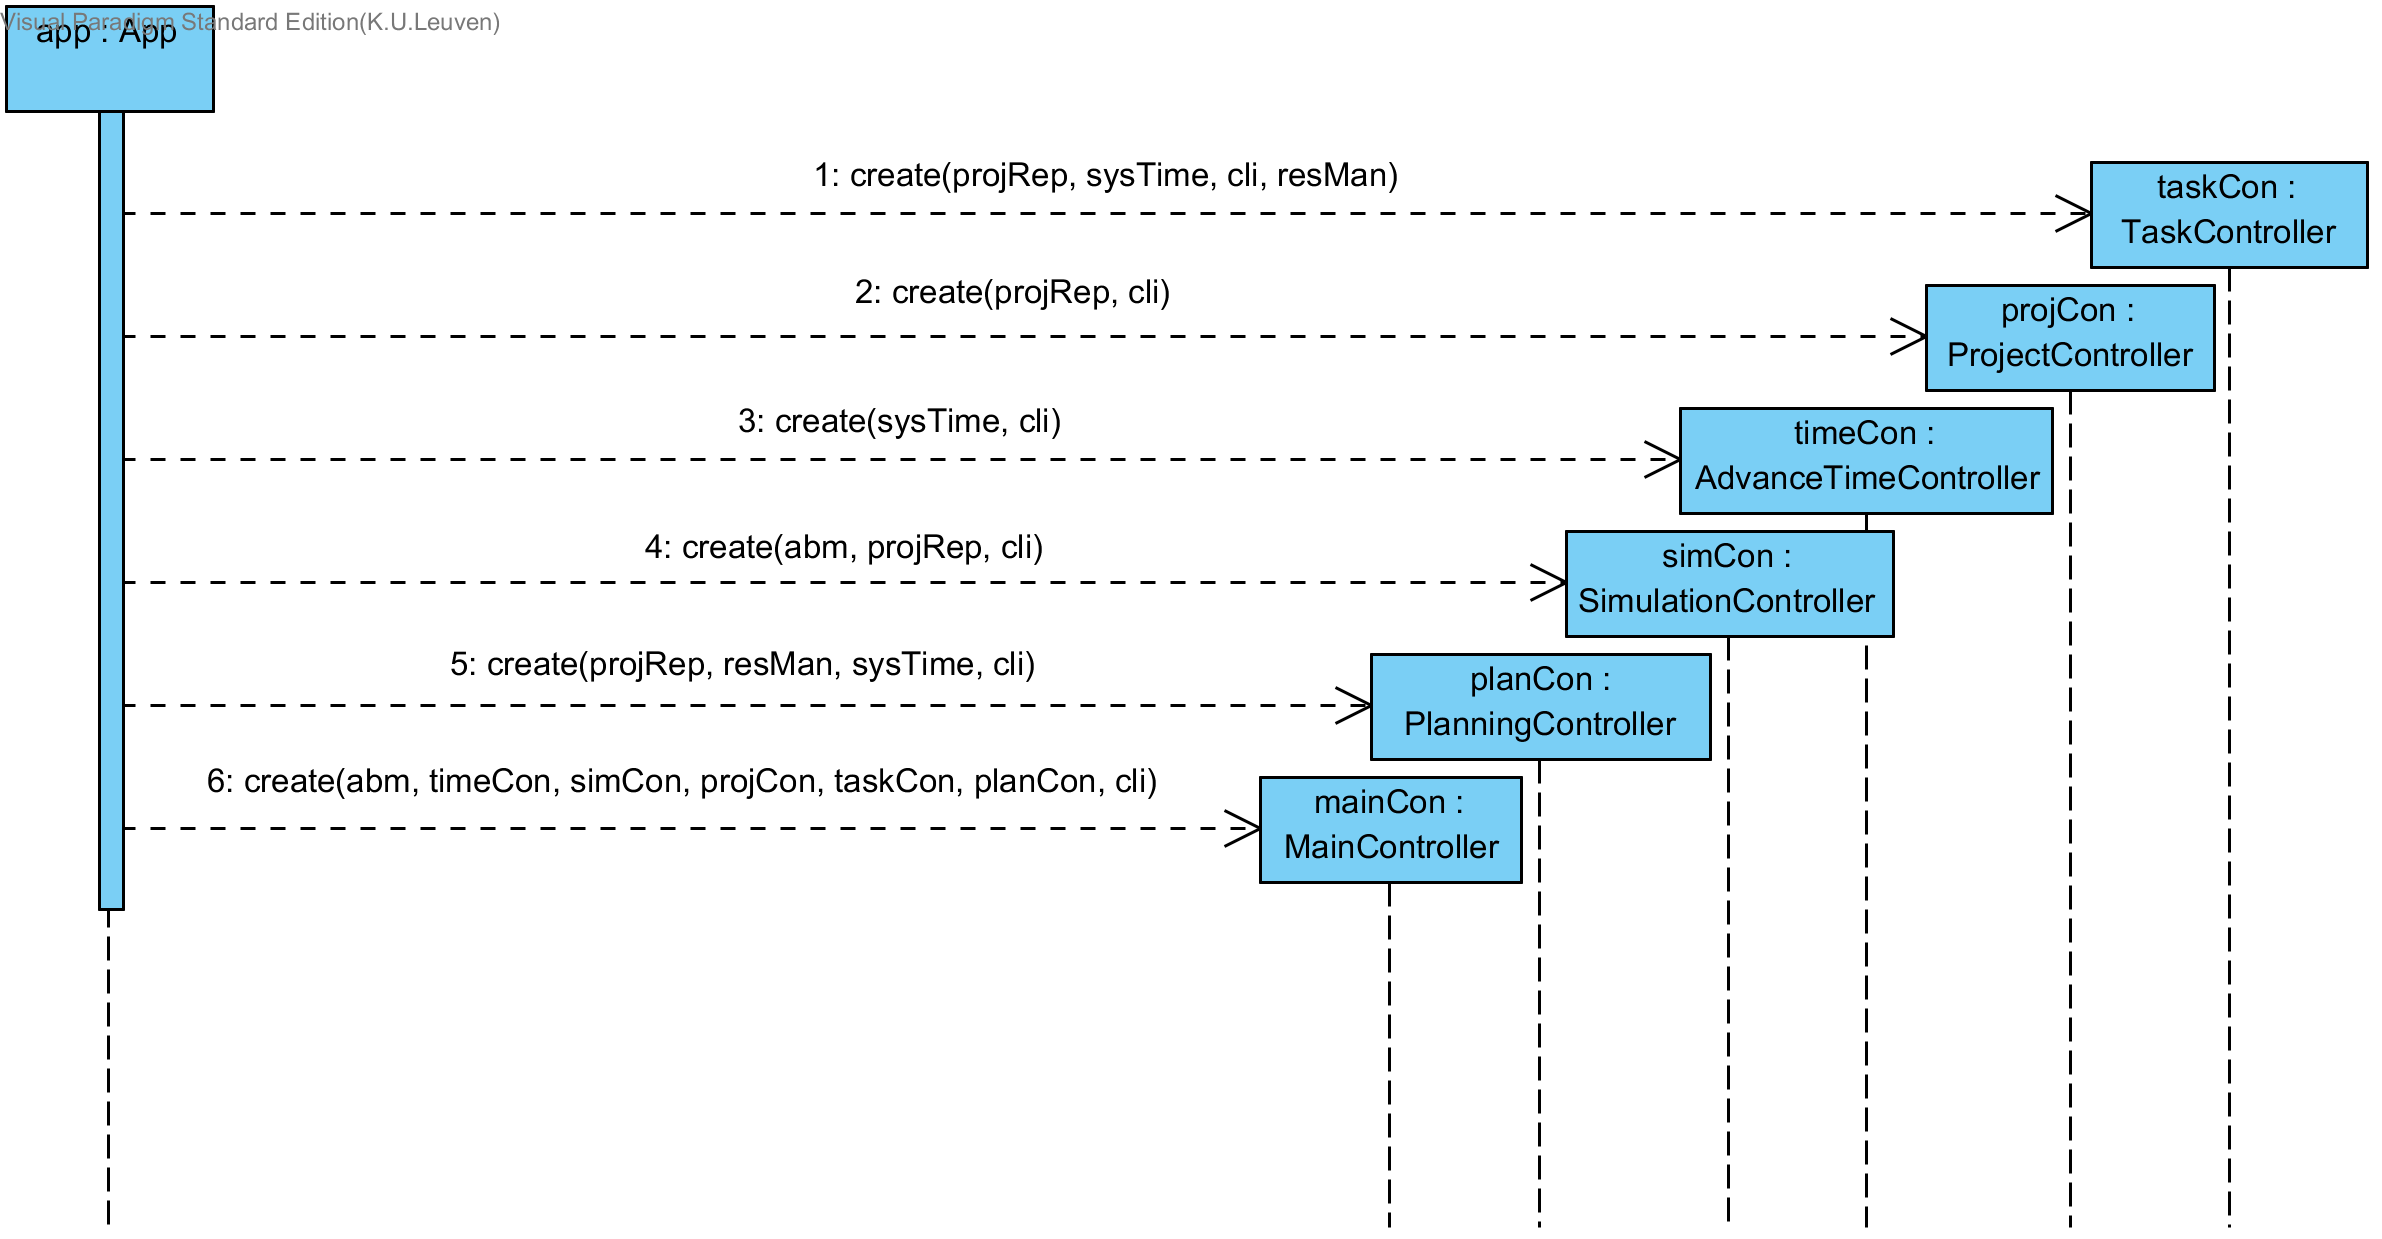 Visual Paradigm Standard Edition(K.U.Leuven)
app : App
1: create(projRep, sysTime, cli, resMan)
taskCon :
TaskController
2: create(projRep, cli)
projCon :
ProjectController
3: create(sysTime, cli)
timeCon :
AdvanceTimeController
4: create(abm, projRep, cli)
simCon :
SimulationController
5: create(projRep, resMan, sysTime, cli)
planCon :
PlanningController
6: create(abm, timeCon, simCon, projCon, taskCon, planCon, cli)
mainCon :
MainController